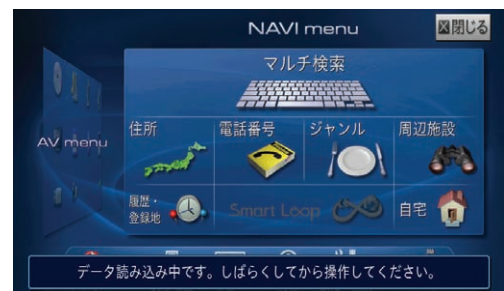 NAVI menu
閉じる
マルチ検索
AV menu
住所
電話番号
ジャンル
周辺施設
履歴・
登録地
Smart Loop
自宅
データ読み込み中です。しばらくしてから操作してください。